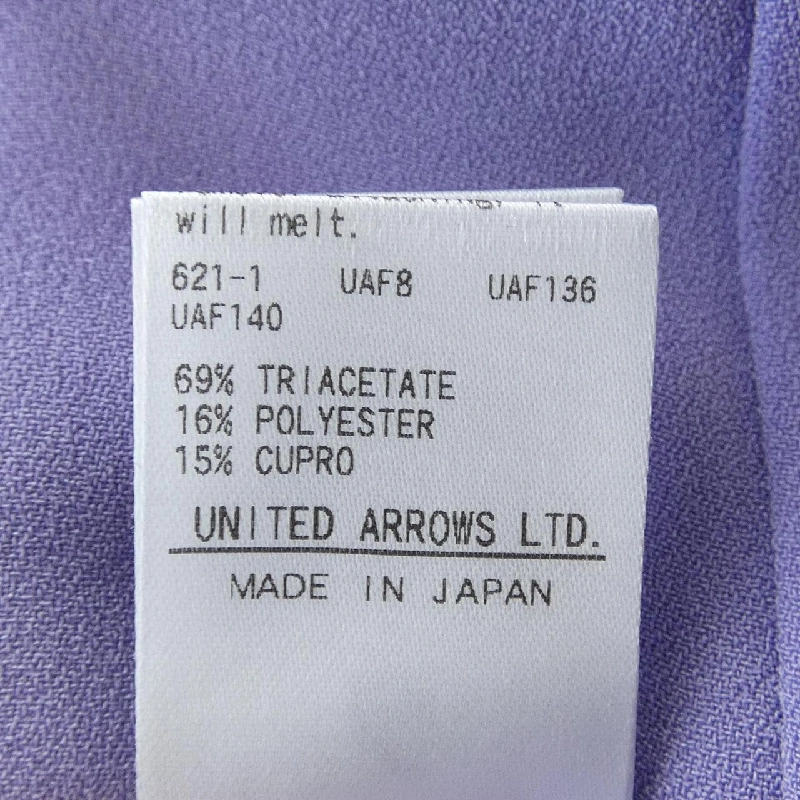 will melt.
621-1 UAF8 UAF136
UAF140
69% TRIACETATE
16% POLYESTER
15% CUPRO
UNITED ARROWS LTD.
MADE IN JAPAN